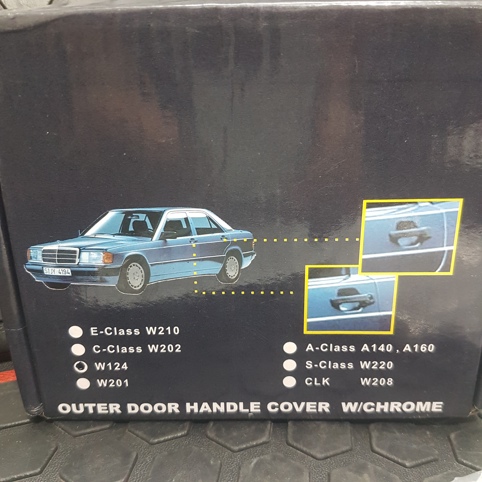 E-Class W210
C-Class W202
W124
W201
A-Class A140, A160
S-Class W220
CLK W208
OUTER DOOR HANDLE COVER W/CHROME